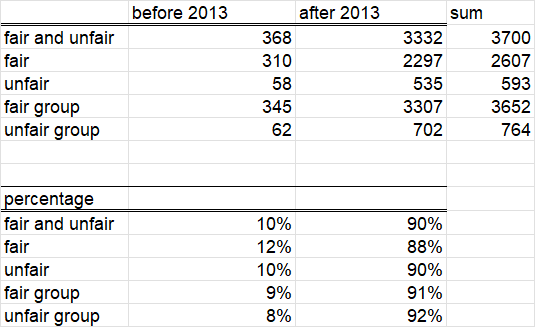 before 2013 after 2013 sum
fair and unfair 368 3332 3700
fair 310 2297 2607
unfair 58 535 593
fair group 345 3307 3652
unfair group 62 702 764
percentage
fair and unfair 10% 90%
fair 12% 88%
unfair 10% 90%
fair group 9% 91%
unfair group 8% 92%